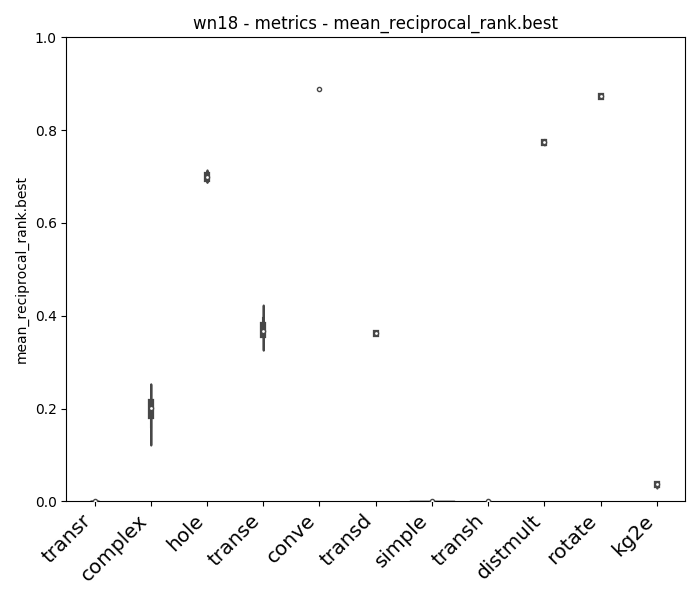 wn18 - metrics - mean_reciprocal_rank.best
mean_reciprocal_rank.best
1.0
0.8
0.6
0.4
0.2
0.0
transr
complex
hole
transe
conve
transd
simple
transh
distmult
rotate
kg2e